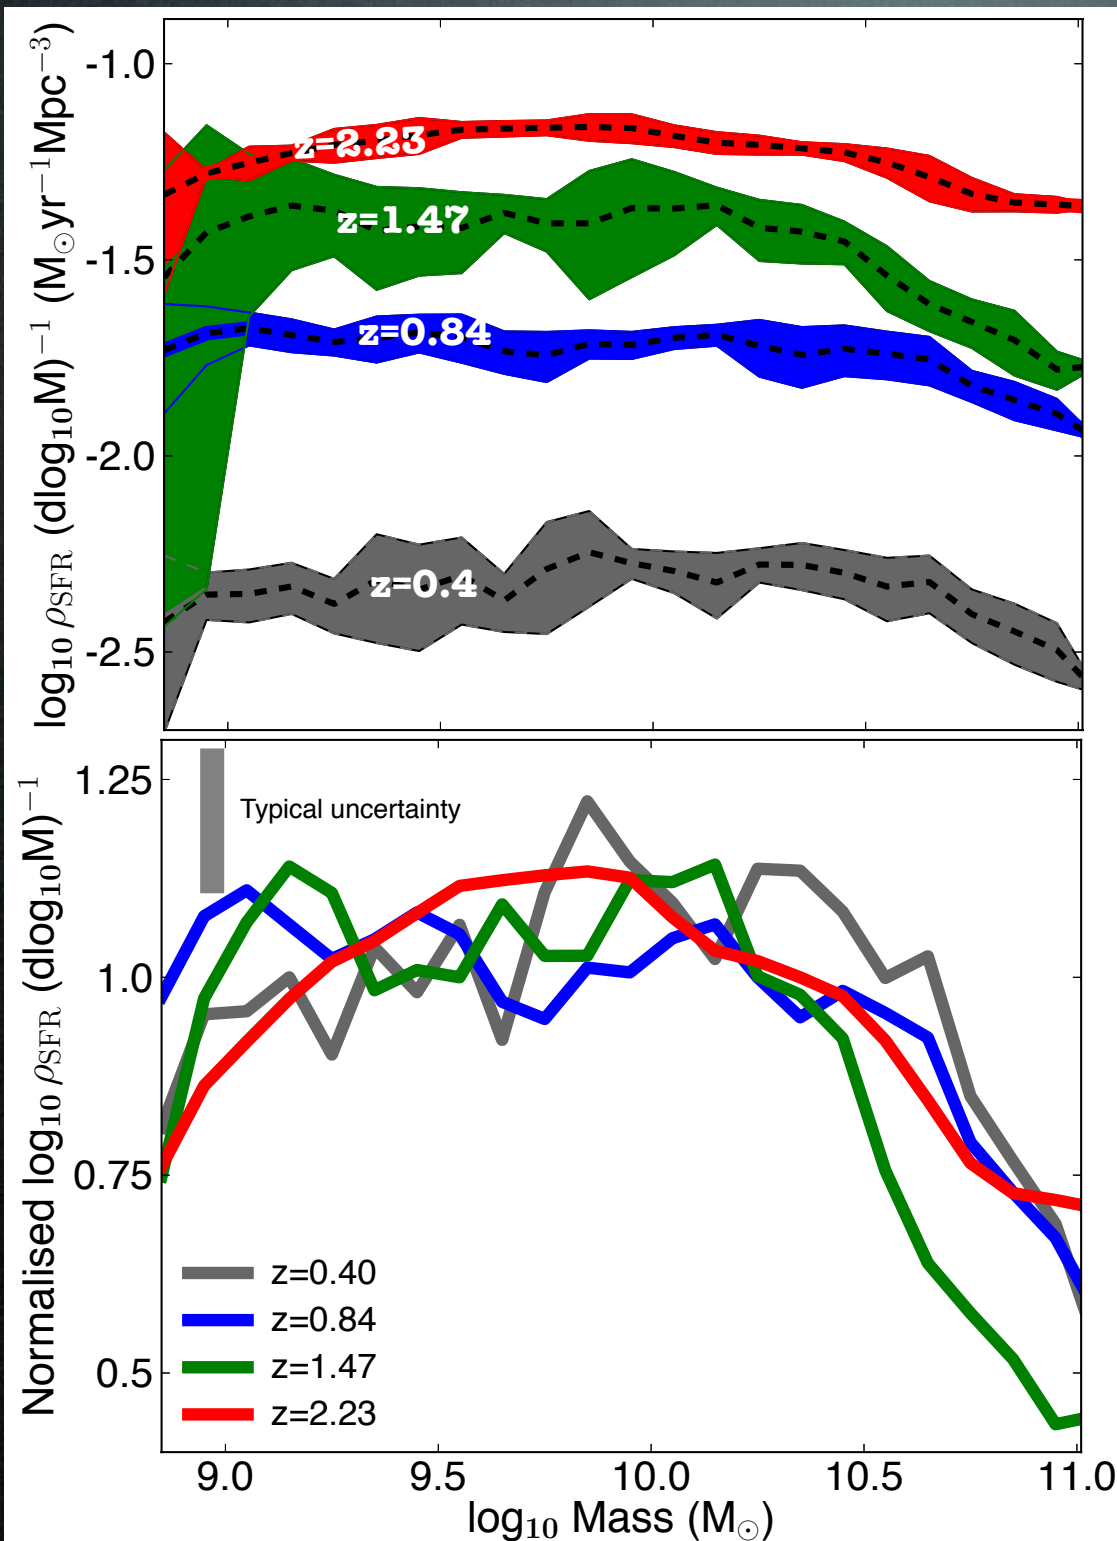 log₁₀ ρ_SFR (dlog₁₀M)⁻¹ (M⊙yr⁻¹Mpc⁻³)
-1.0
-1.5
-2.0
-2.5
z=2.23
z=1.47
z=0.84
z=0.4
Normalised log₁₀ ρ_SFR (dlog₁₀M)⁻¹
1.25
1.0
0.75
0.5
Typical uncertainty
z=0.40
z=0.84
z=1.47
z=2.23
9.0 9.5 10.0 10.5 11.0
log₁₀ Mass (M⊙)